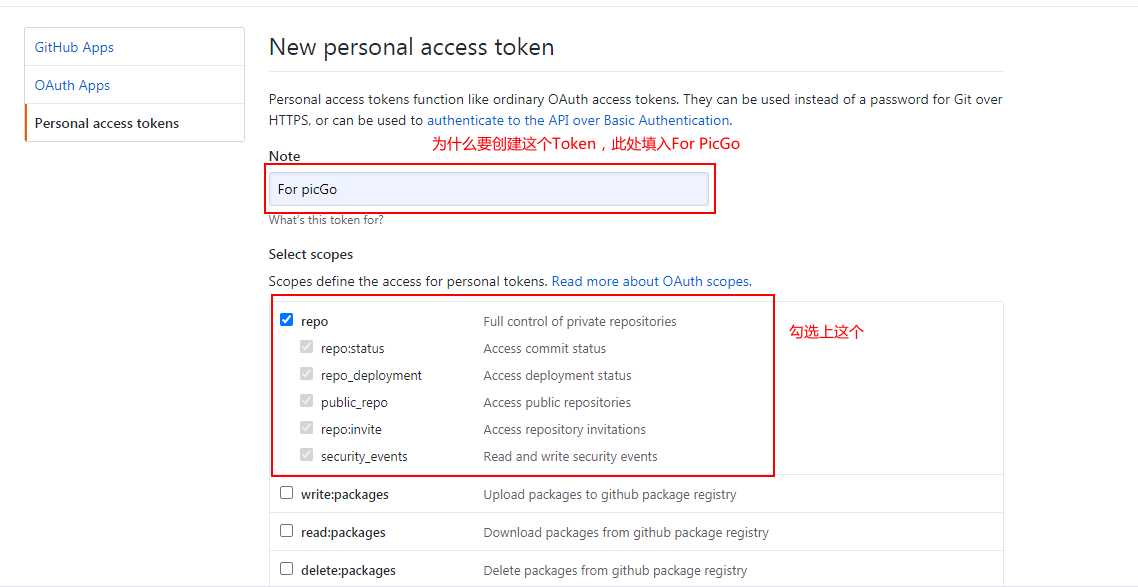 GitHub Apps
OAuth Apps
Personal access tokens
New personal access token
Personal access tokens function like ordinary OAuth access tokens. They can be used instead of a password for Git over
HTTPS, or can be used to authenticate to the API over Basic Authentication.
为什么要创建这个Token，此处填入For PicGo
Note
For picGo
What's this token for?
Select scopes
Scopes define the access for personal tokens. Read more about OAuth scopes.
repo Full control of private repositories
勾选上这个
repo:status Access commit status
repo_deployment Access deployment status
public_repo Access public repositories
repo:invite Access repository invitations
security_events Read and write security events
write:packages Upload packages to github package registry
read:packages Download packages from github package registry
delete:packages Delete packages from github package registry